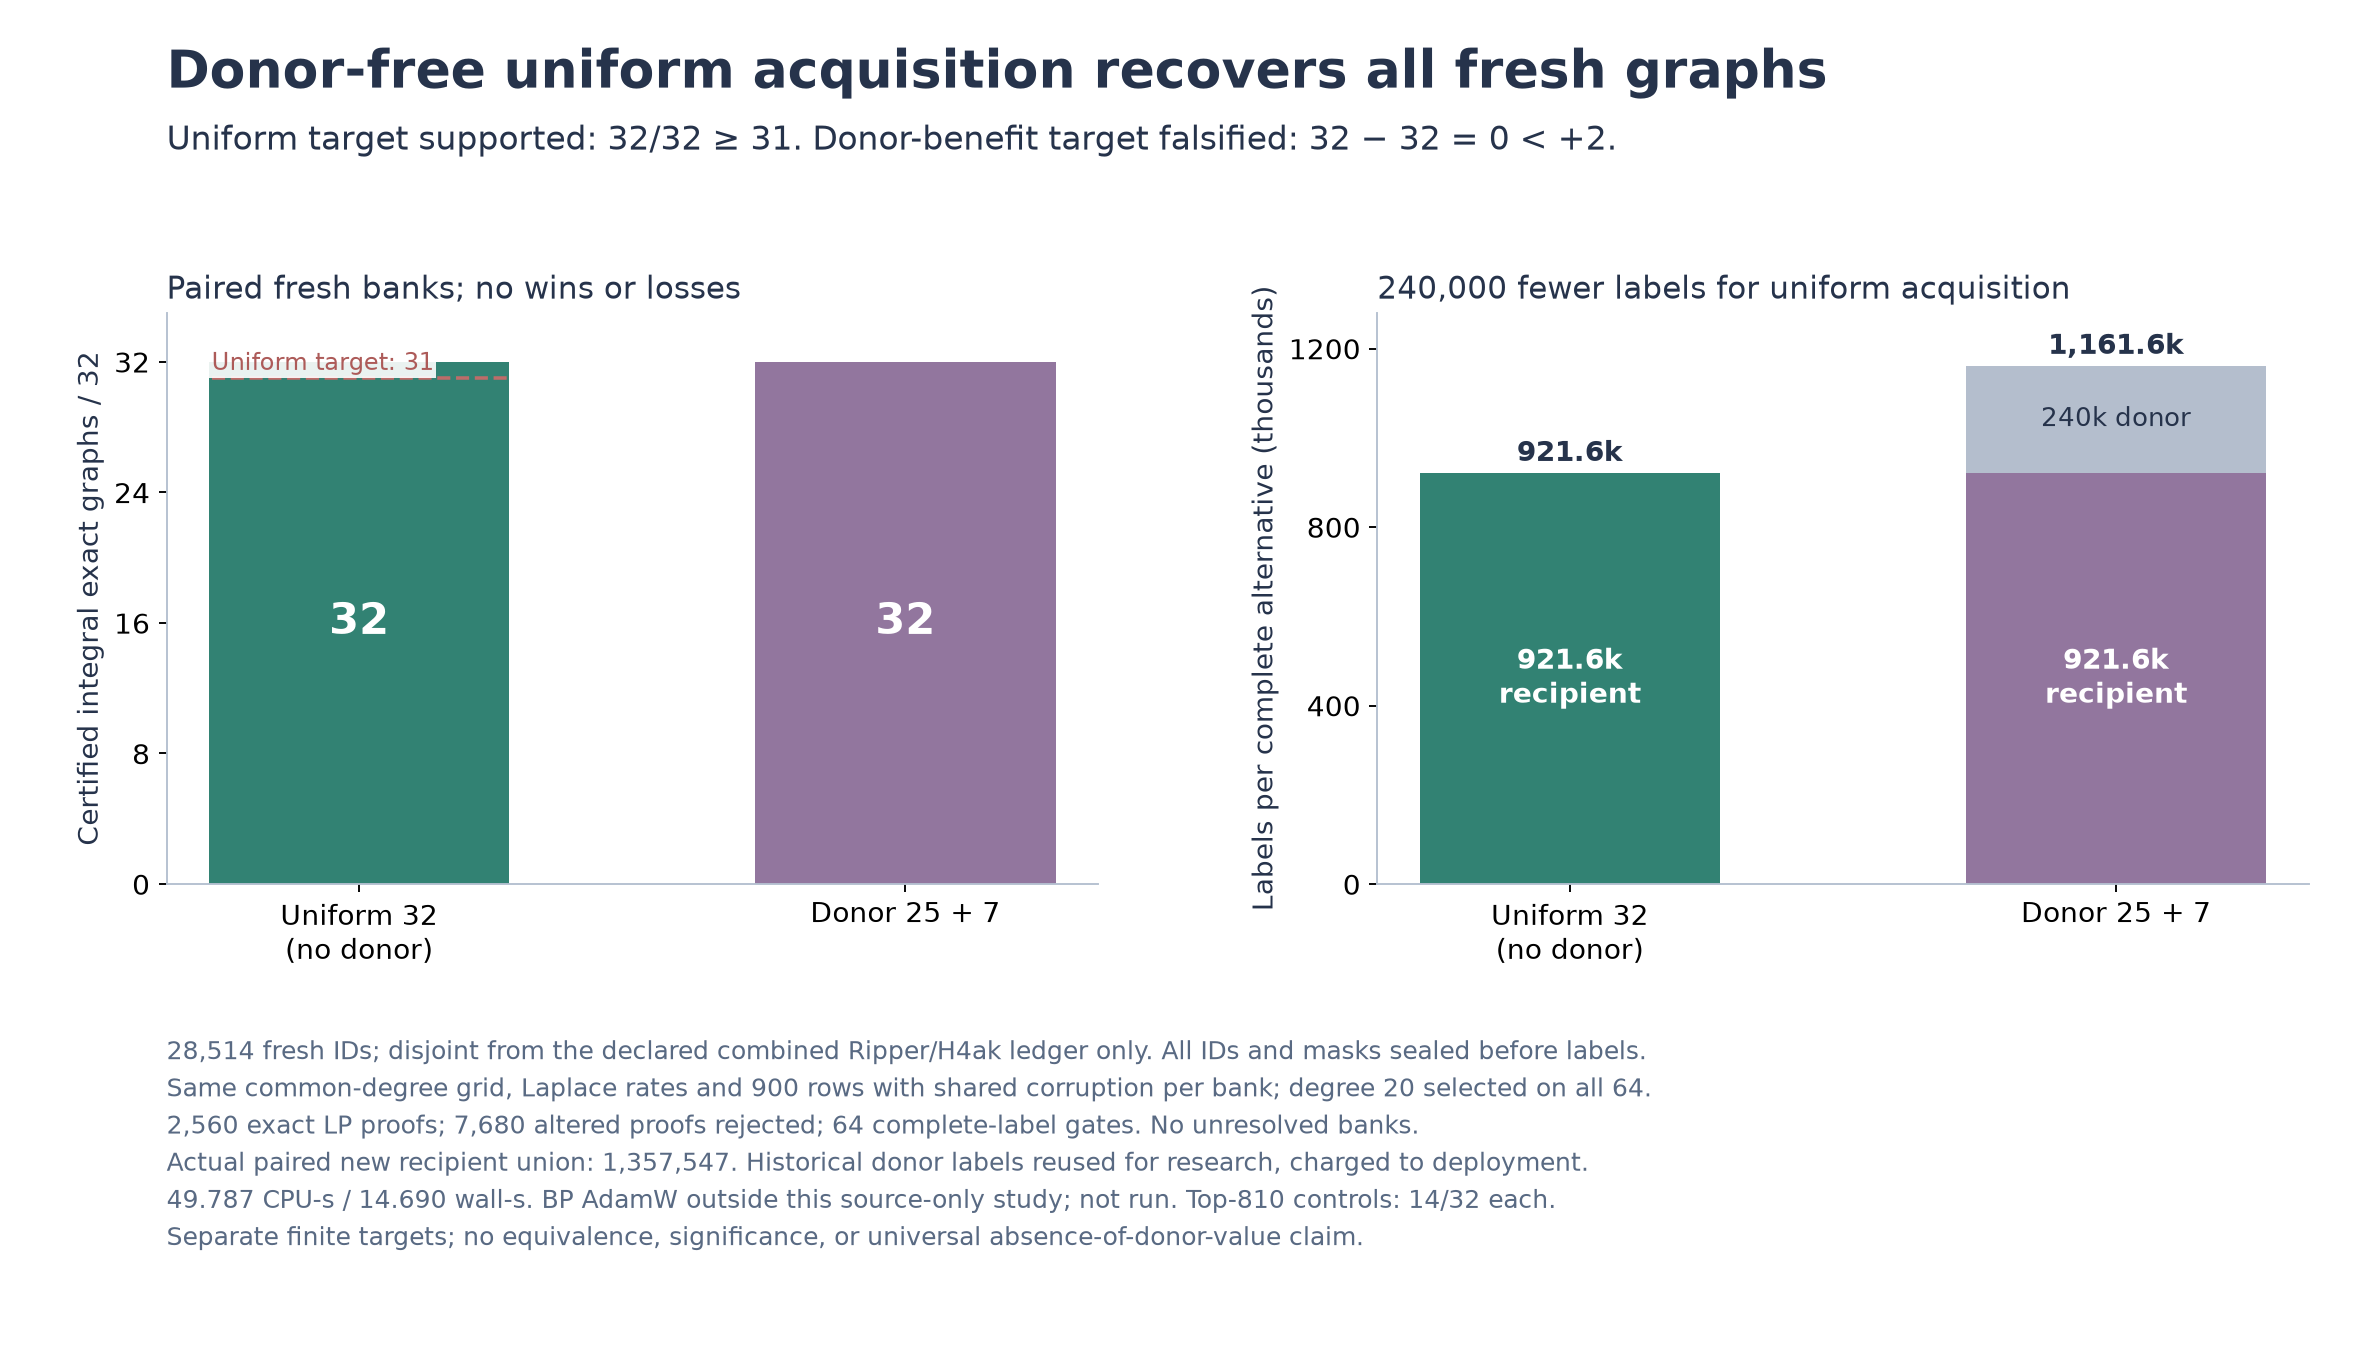 Donor-free uniform acquisition recovers all fresh graphs
Uniform target supported: 32/32 ≥ 31. Donor-benefit target falsified: 32 − 32 = 0 < +2.
Paired fresh banks; no wins or losses
Certified integral exact graphs / 32
32
24
16
8
0
Uniform target: 31
32
32
Uniform 32
(no donor)
Donor 25 + 7
240,000 fewer labels for uniform acquisition
Labels per complete alternative (thousands)
1200
800
400
0
921.6k
921.6k
recipient
1,161.6k
240k donor
921.6k
recipient
Uniform 32
(no donor)
Donor 25 + 7
28,514 fresh IDs; disjoint from the declared combined Ripper/H4ak ledger only. All IDs and masks sealed before labels.
Same common-degree grid, Laplace rates and 900 rows with shared corruption per bank; degree 20 selected on all 64.
2,560 exact LP proofs; 7,680 altered proofs rejected; 64 complete-label gates. No unresolved banks.
Actual paired new recipient union: 1,357,547. Historical donor labels reused for research, charged to deployment.
49.787 CPU-s / 14.690 wall-s. BP AdamW outside this source-only study; not run. Top-810 controls: 14/32 each.
Separate finite targets; no equivalence, significance, or universal absence-of-donor-value claim.